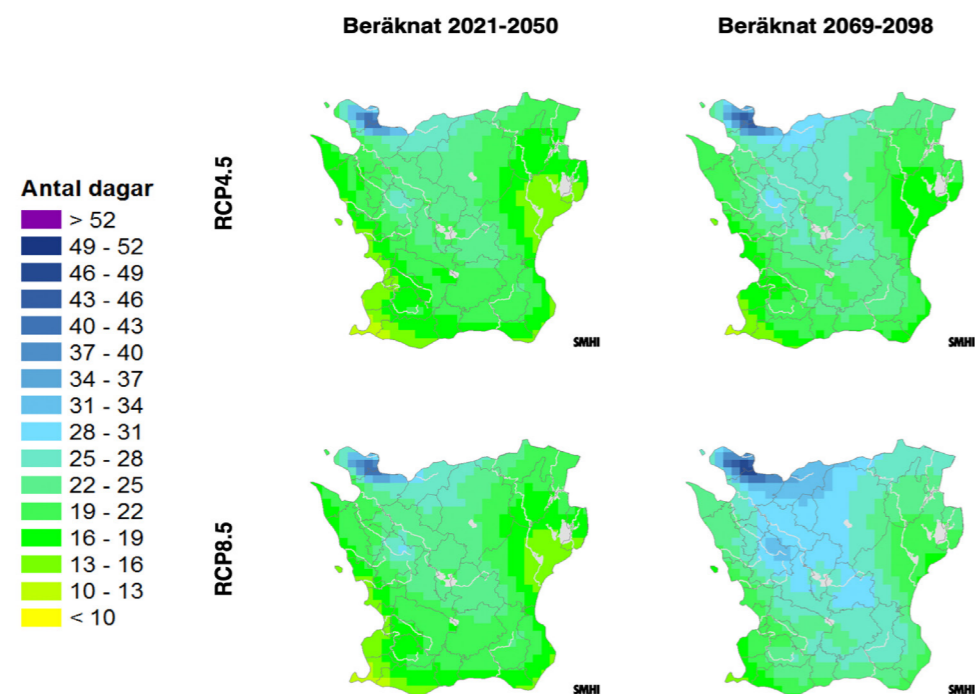 Beräknat 2021-2050
Beräknat 2069-2098
RCP4.5
SMHI
SMHI
Antal dagar
> 52
49 - 52
46 - 49
43 - 46
40 - 43
37 - 40
34 - 37
31 - 34
28 - 31
25 - 28
22 - 25
19 - 22
16 - 19
13 - 16
10 - 13
< 10
RCP8.5
SMHI
SMHI